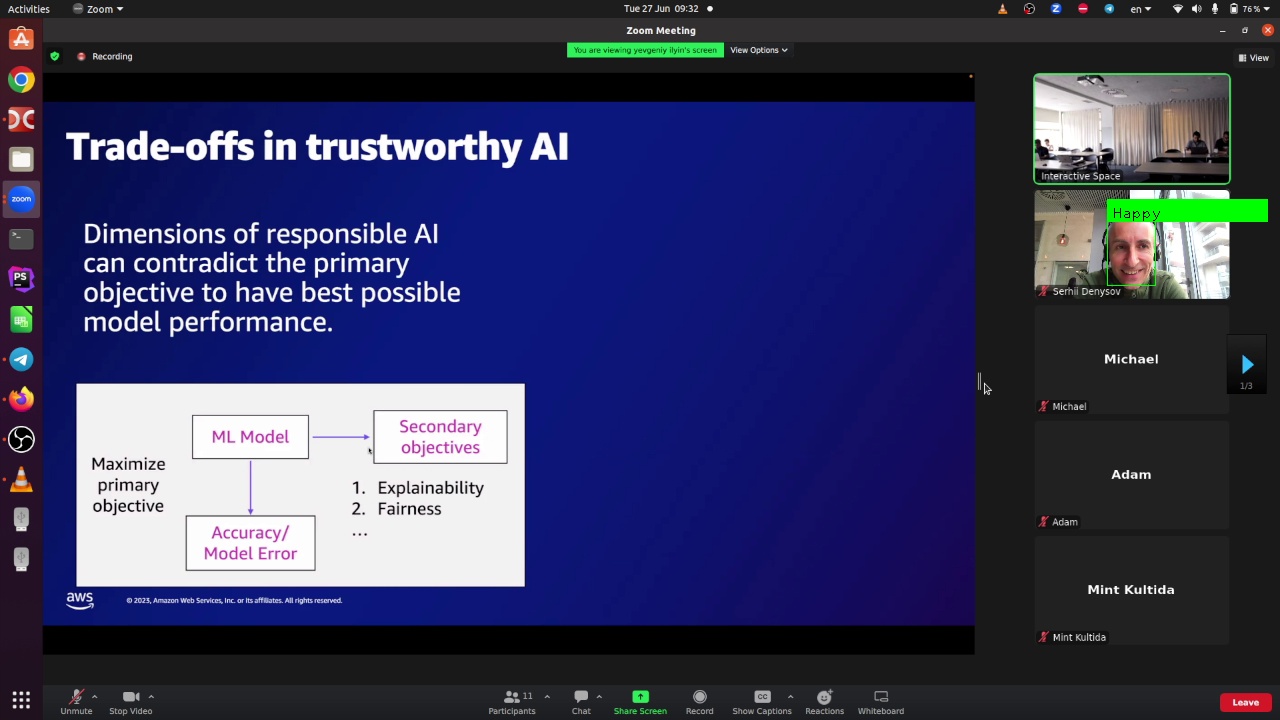 Activities
Zoom
Tue 27 Jun 09:32
en
76%
Zoom Meeting
Recording
You are viewing yevgeniy ilyin's screen
View Options
View
Trade-offs in trustworthy AI
Dimensions of responsible AI
can contradict the primary
objective to have best possible
model performance.
ML Model
Secondary
objectives
Maximize
primary
objective
1. Explainability
2. Fairness
...
Accuracy/
Model Error
aws
© 2023, Amazon Web Services, Inc. or its affiliates. All rights reserved.
Interactive Space
Happy
Serhii Denysov
Michael
Michael
1/3
Adam
Adam
Mint Kultida
Mint Kultida
zoom
>_
PS
Unmute
Stop Video
11
Participants
Chat
Share Screen
Record
CC
Show Captions
Reactions
Whiteboard
Leave